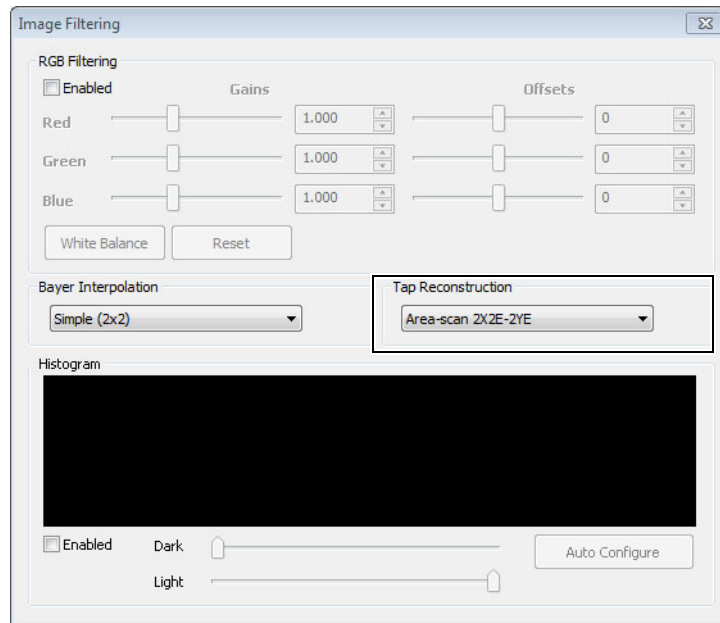 Image Filtering
RGB Filtering
Enabled Gains Offsets
Red 1.000 0
Green 1.000 0
Blue 1.000 0
White Balance Reset
Bayer Interpolation Tap Reconstruction
Simple (2x2) Area-scan 2X2E-2YE
Histogram
Enabled Dark Auto Configure
Light